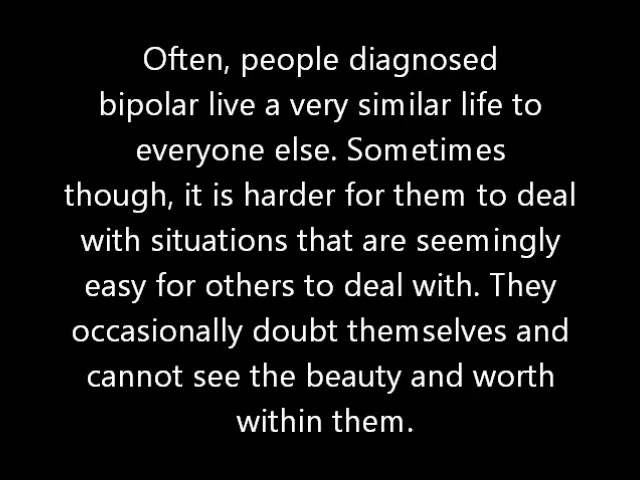 Often, people diagnosed
bipolar live a very similar life to
everyone else. Sometimes
though, it is harder for them to deal
with situations that are seemingly
easy for others to deal with. They
occasionally doubt themselves and
cannot see the beauty and worth
within them.